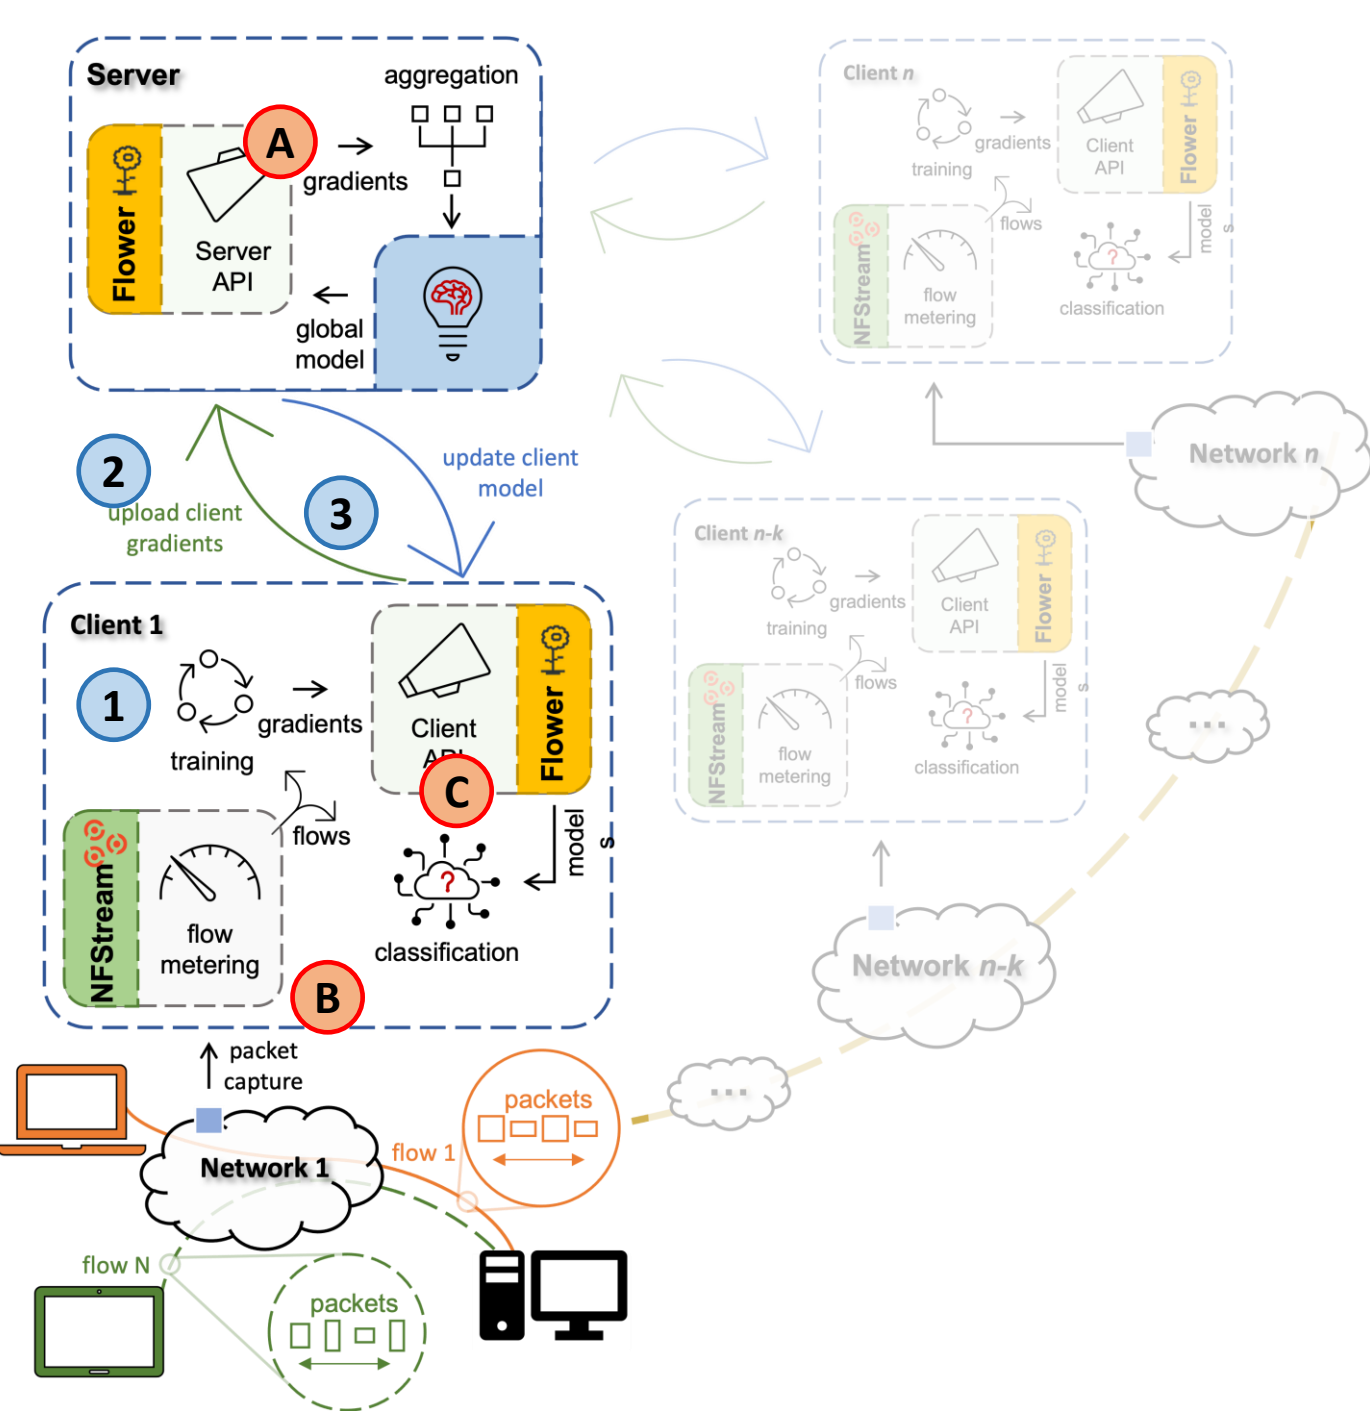 Server
aggregation
A
gradients
Flower
Server
API
global
model
Client n
training
gradients
Client
API
Flower
NFStream
flow
metering
flows
model
s
?
classification
2
upload client
gradients
3
update client
model
Network n
Client n-k
training
gradients
Client
API
Flower
NFStream
flow
metering
flows
model
s
?
classification
...
Client 1
1
training
gradients
Client
API
C
Flower
NFStream
flow
metering
flows
model
s
?
classification
B
Network n-k
packet
capture
...
Network 1
flow 1
packets
flow N
packets